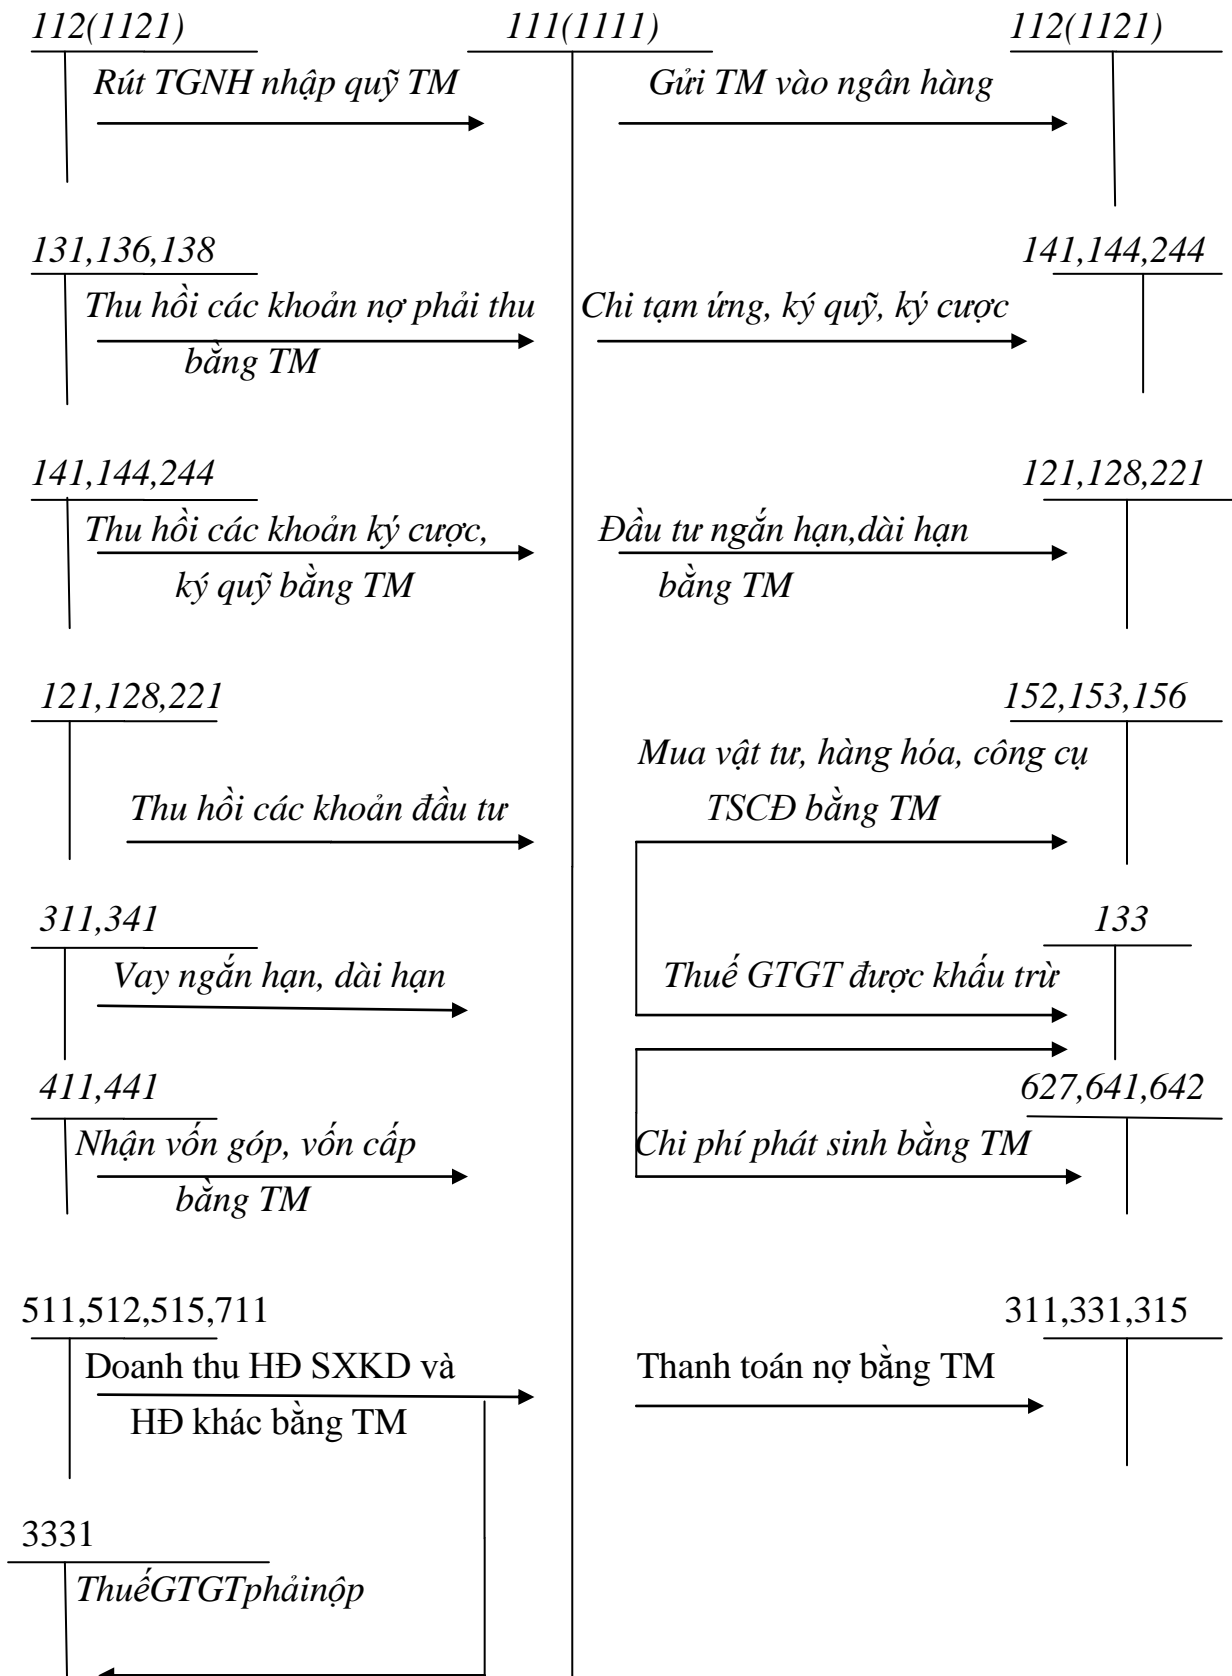 112(1121)
111(1111)
112(1121)
Rút TGNH nhập quỹ TM
Gửi TM vào ngân hàng
131,136,138
141,144,244
Thu hồi các khoản nợ phải thu
Chi tạm ứng, ký quỹ, ký cược
bằng TM
141,144,244
121,128,221
Thu hồi các khoản ký cược,
Đầu tư ngắn hạn,dài hạn
ký quỹ bằng TM
bằng TM
121,128,221
152,153,156
Mua vật tư, hàng hóa, công cụ
Thu hồi các khoản đầu tư
TSCĐ bằng TM
311,341
133
Vay ngắn hạn, dài hạn
Thuế GTGT được khấu trừ
411,441
627,641,642
Nhận vốn góp, vốn cấp
Chi phí phát sinh bằng TM
bằng TM
511,512,515,711
311,331,315
Doanh thu HĐ SXKD và
Thanh toán nợ bằng TM
HĐ khác bằng TM
3331
ThuếGTGTphảinộp